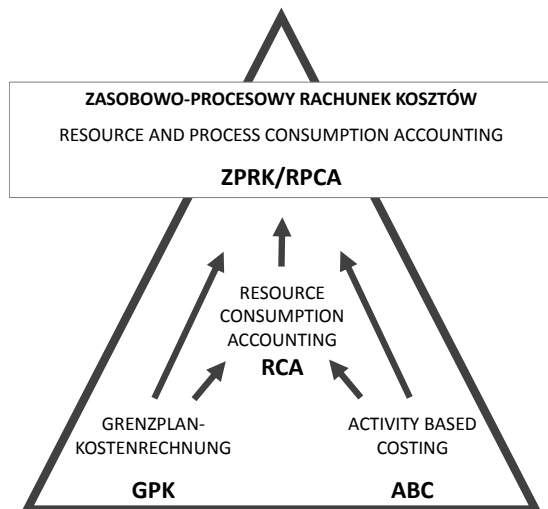 ZASOBOWO-PROCESOWY RACHUNEK KOSZTÓW
RESOURCE AND PROCESS CONSUMPTION ACCOUNTING
ZPRK/RPCA
RESOURCE
CONSUMPTION
ACCOUNTING
RCA
GRENZPLAN-
KOSTENRECHNUNG
GPK
ACTIVITY BASED
COSTING
ABC